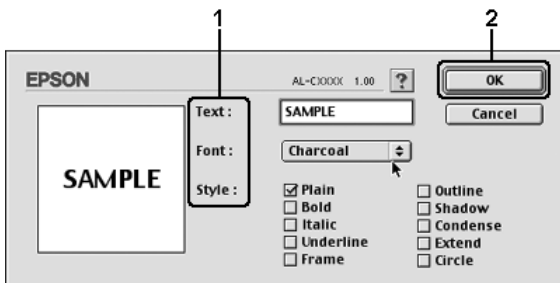 1 2
EPSON AL-CXXXX 1.00 ? OK
Text : SAMPLE Cancel
Font : Charcoal
SAMPLE
Style : Plain Outline
Bold Shadow
Italic Condense
Underline Extend
Frame Circle